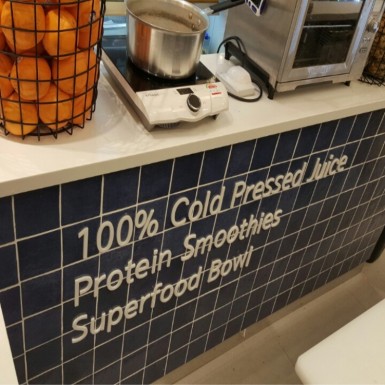 100% Cold Pressed Juice
Protein Smoothies
Superfood Bowl